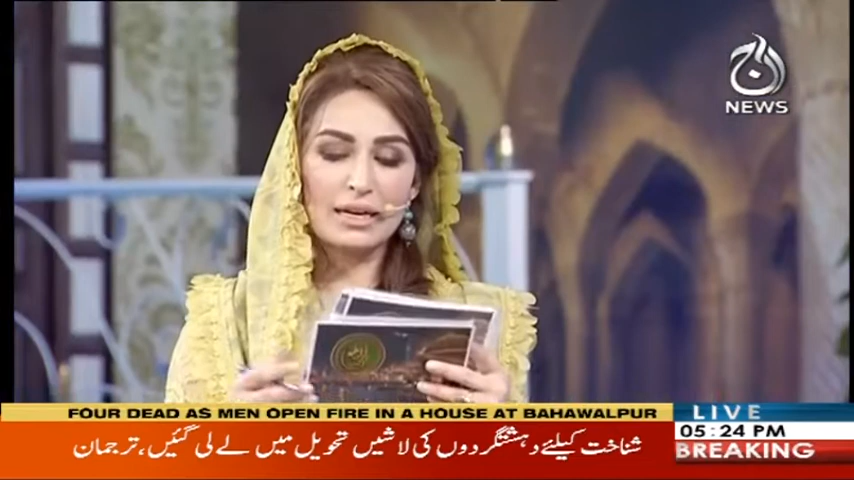 آج
NEWS
FOUR DEAD AS MEN OPEN FIRE IN A HOUSE AT BAHAWALPUR
LIVE
05:24 PM
BREAKING
شناخت کیلئے دہشتگردوں کی لاشیں تحویل میں لے لی گئیں، ترجمان